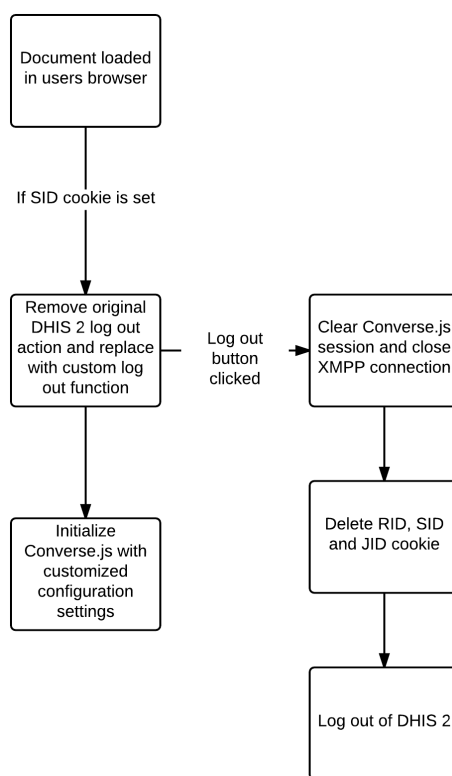 Document loaded
in users browser
If SID cookie is set
Remove original
DHIS 2 log out
action and replace
with custom log
out function
Log out
button
clicked
Clear Converse.js
session and close
XMPP connection
Initialize
Converse.js with
customized
configuration
settings
Delete RID, SID
and JID cookie
Log out of DHIS 2